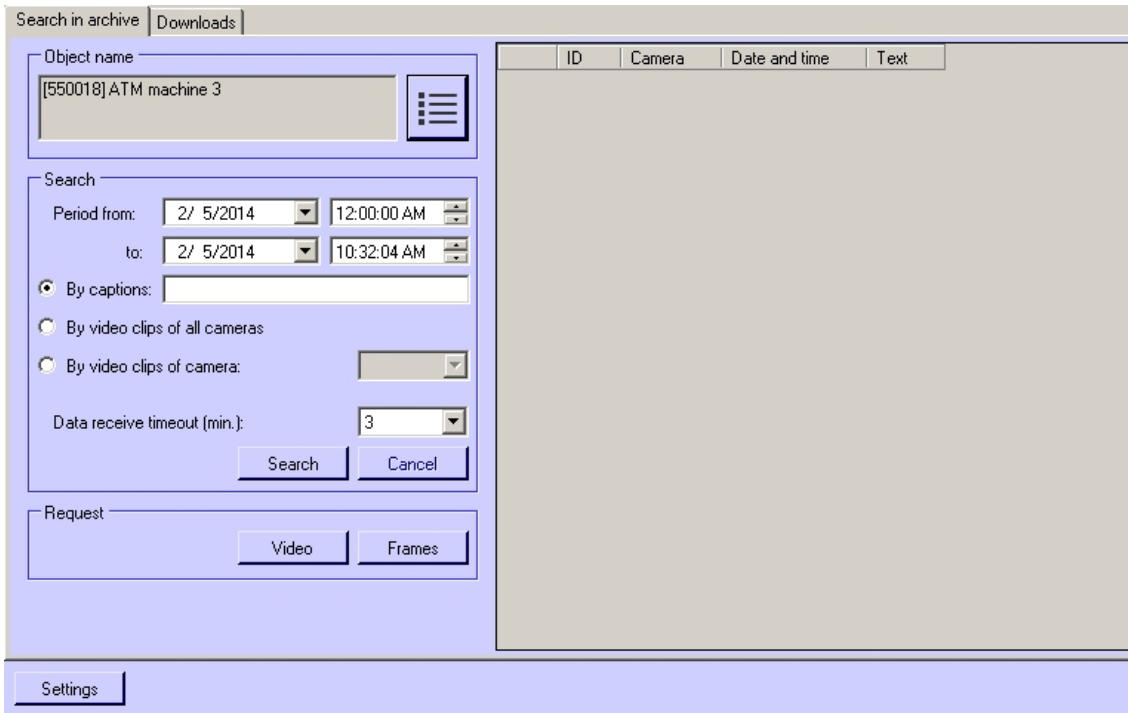 Search in archive Downloads
Object name
[550018] ATM machine 3
ID Camera Date and time Text
Search
Period from: 2/ 5/2014 12:00:00 AM
to: 2/ 5/2014 10:32:04 AM
By captions:
By video clips of all cameras
By video clips of camera:
Data receive timeout (min.): 3
Search Cancel
Request
Video Frames
Settings